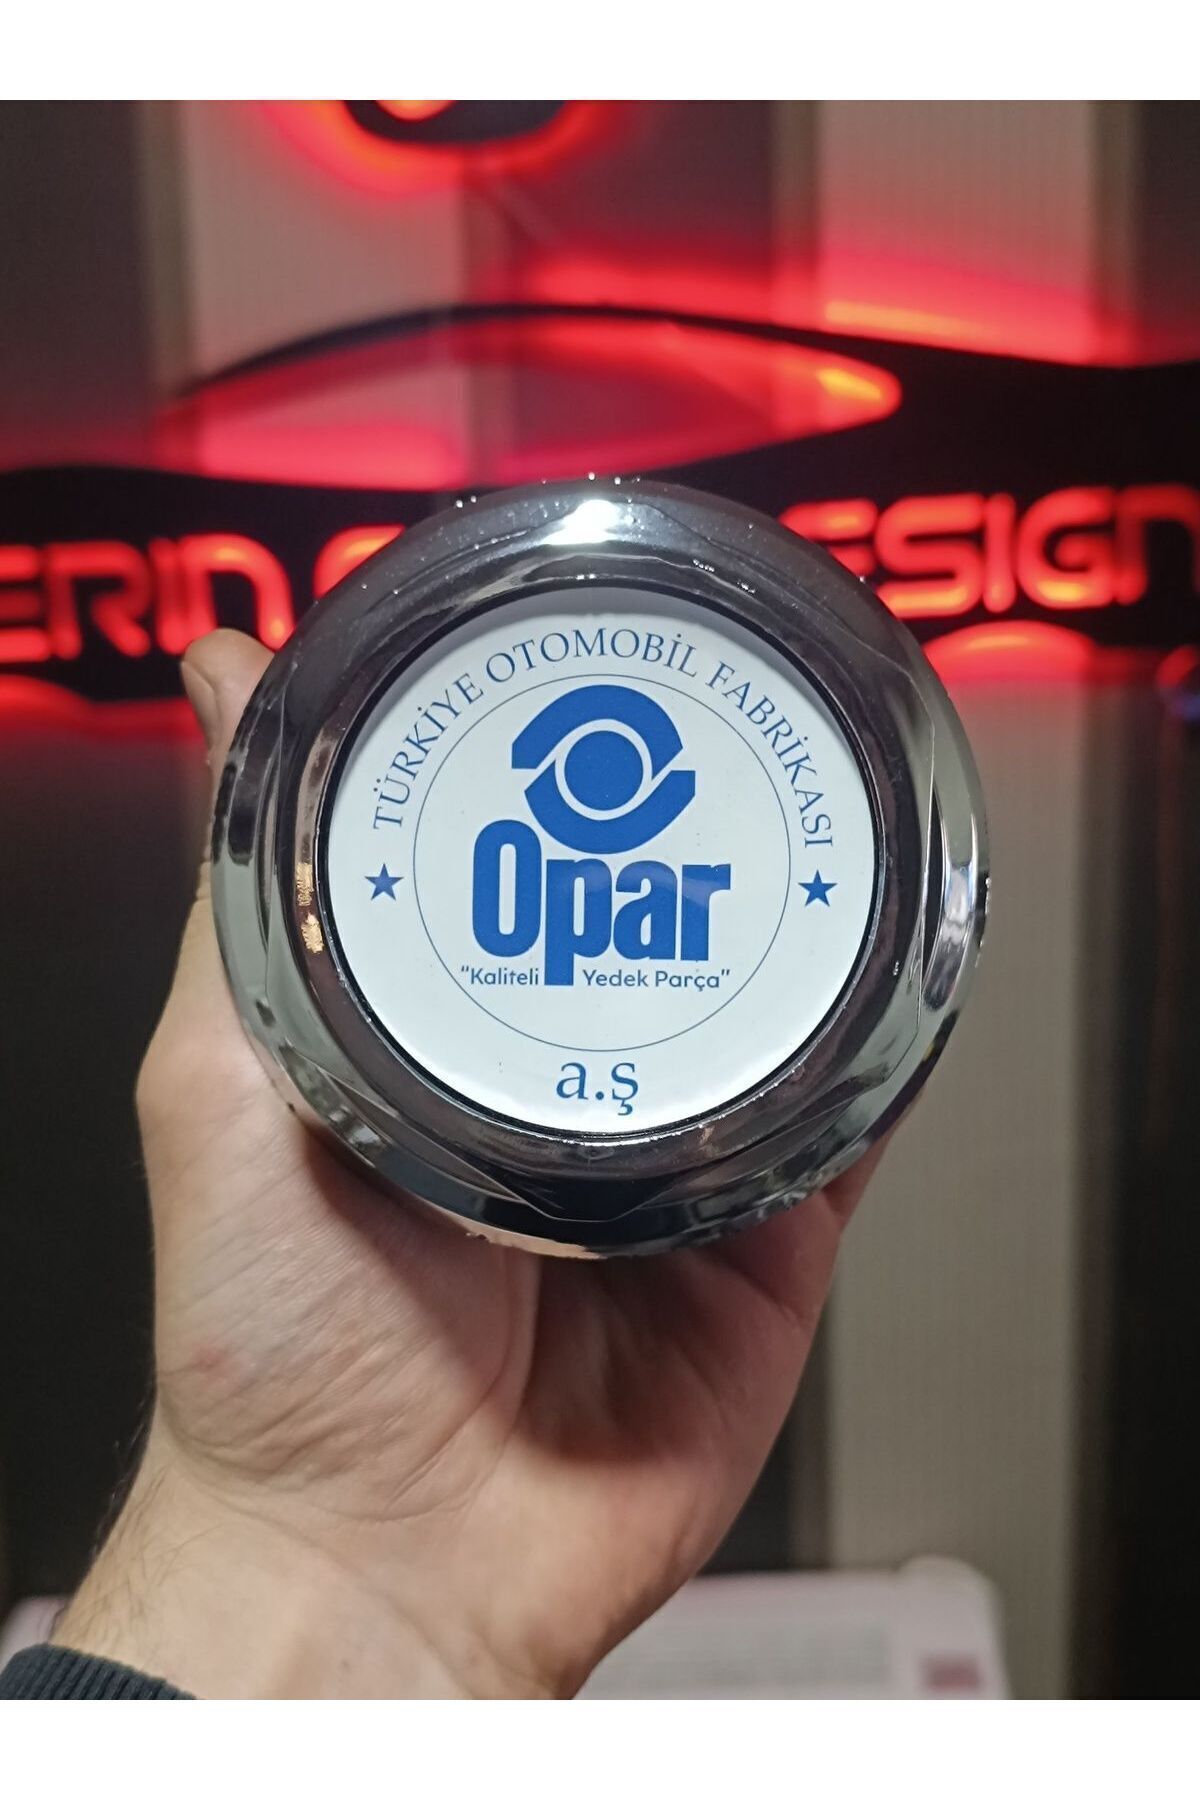 TÜRKİYE OTOMOBİL FABRİKASI
Opar
"Kaliteli Yedek Parça"
a.ş